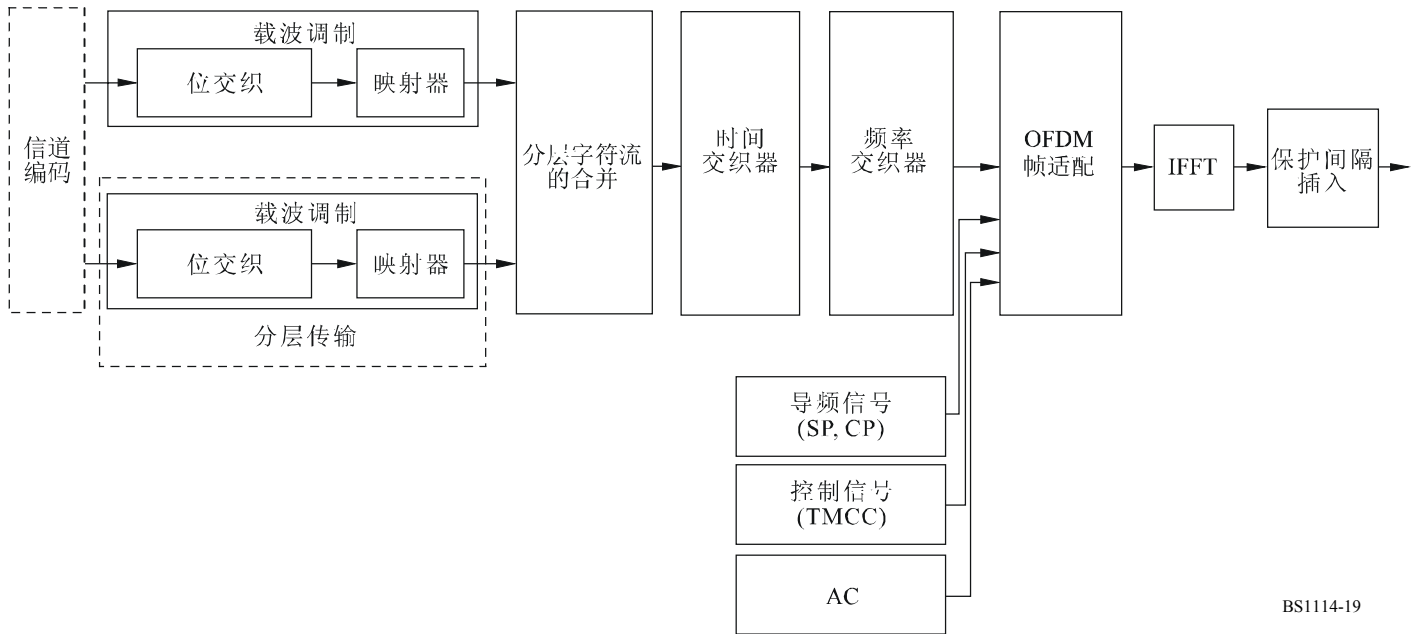 信道
编码
载波调制
位交织
映射器
载波调制
位交织
映射器
分层传输
分层字符流
的合并
时间
交织器
频率
交织器
OFDM
帧适配
IFFT
保护间隔
插入
导频信号
(SP, CP)
控制信号
(TMCC)
AC
BS1114-19